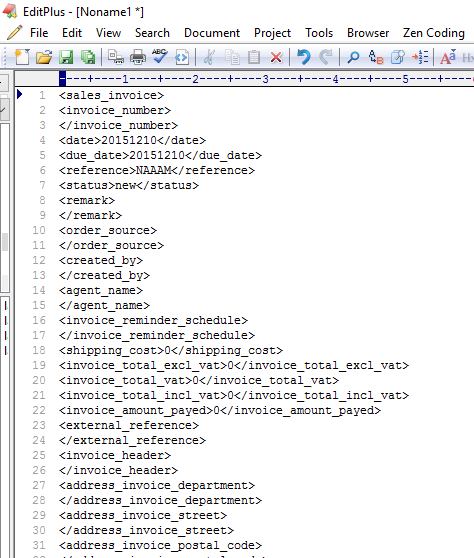 EditPlus - [Noname1 *]
File Edit View Search Document Project Tools Browser Zen Coding
ABC
----+----1----+----2----+----3----+----4----+----5----+
1 <sales_invoice>
2 <invoice_number>
3 </invoice_number>
4 <date>20151210</date>
5 <due_date>20151210</due_date>
6 <reference>NAAAM</reference>
7 <status>new</status>
8 <remark>
9 </remark>
10 <order_source>
11 </order_source>
12 <created_by>
13 </created_by>
14 <agent_name>
15 </agent_name>
16 <invoice_reminder_schedule>
17 </invoice_reminder_schedule>
18 <shipping_cost>0</shipping_cost>
19 <invoice_total_excl_vat>0</invoice_total_excl_vat>
20 <invoice_total_vat>0</invoice_total_vat>
21 <invoice_total_incl_vat>0</invoice_total_incl_vat>
22 <invoice_amount_payed>0</invoice_amount_payed>
23 <external_reference>
24 </external_reference>
25 <invoice_header>
26 </invoice_header>
27 <address_invoice_department>
28 </address_invoice_department>
29 <address_invoice_street>
30 </address_invoice_street>
31 <address_invoice_postal_code>